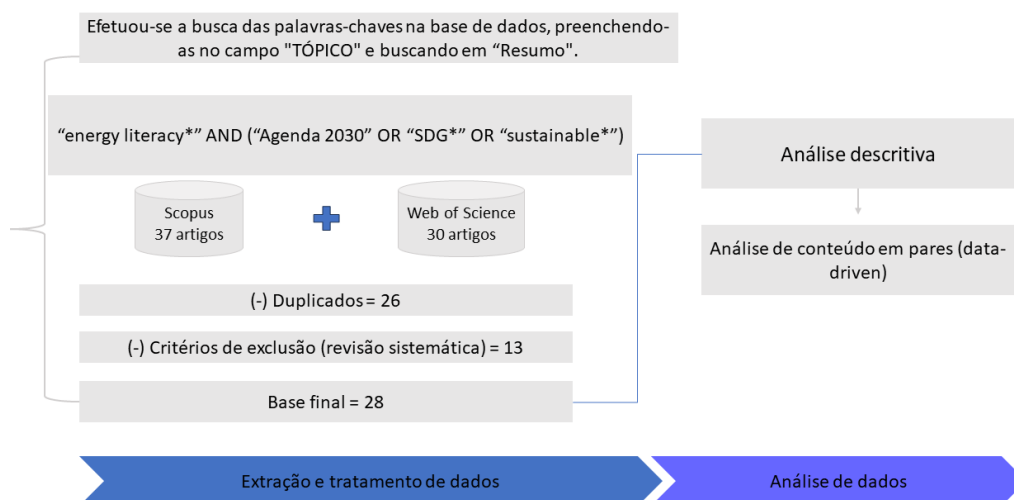 Efetuou-se a busca das palavras-chaves na base de dados, preenchendo-
as no campo "TÓPICO" e buscando em “Resumo".
“energy literacy*” AND (“Agenda 2030” OR “SDG*” OR “sustainable*”)
Scopus
37 artigos
Web of Science
30 artigos
(-) Duplicados = 26
(-) Critérios de exclusão (revisão sistemática) = 13
Base final = 28
Análise descritiva
Análise de conteúdo em pares (data-
driven)
Extração e tratamento de dados
Análise de dados